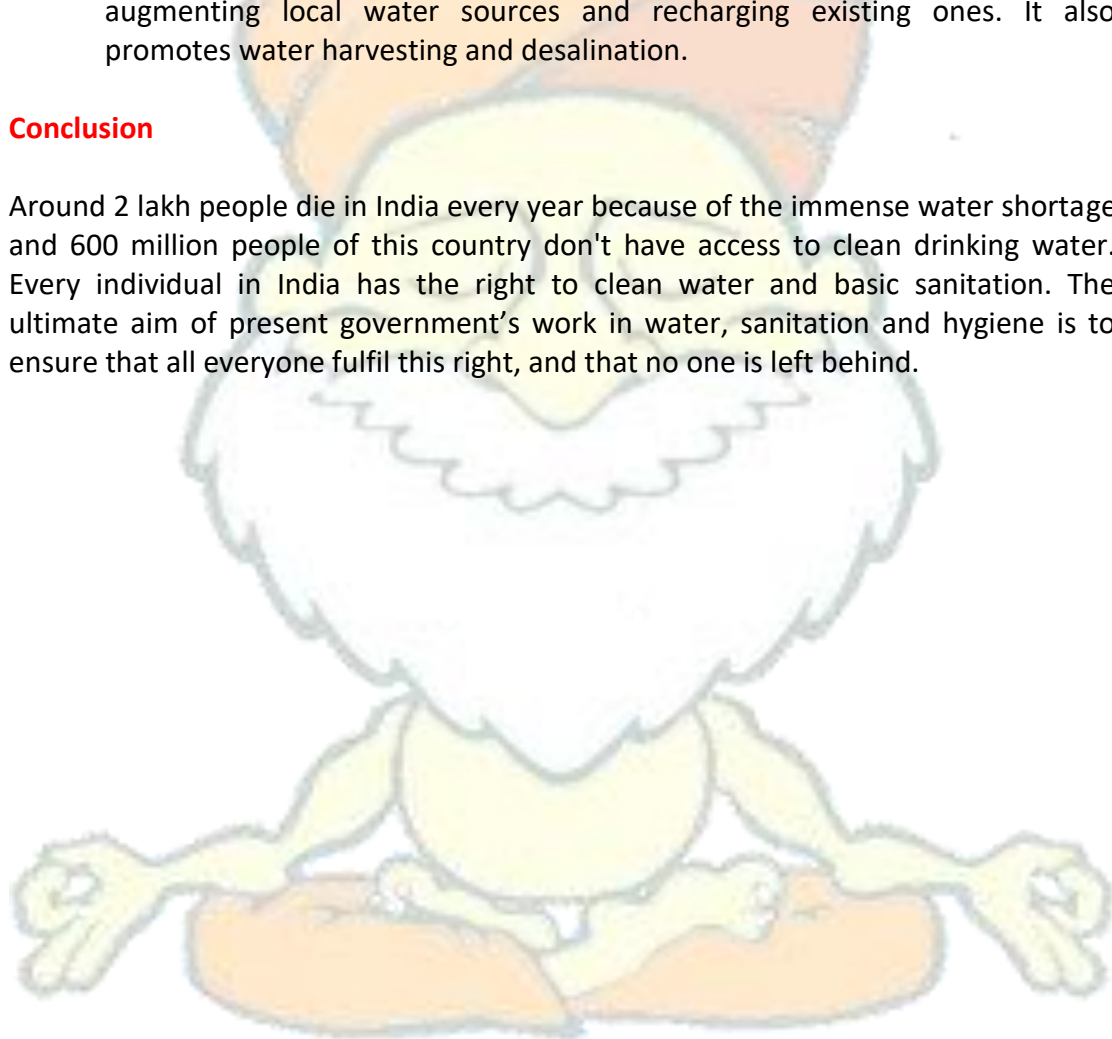 augmenting local water sources and recharging existing ones. It also
promotes water harvesting and desalination.
Conclusion
Around 2 lakh people die in India every year because of the immense water shortage
and 600 million people of this country don't have access to clean drinking water.
Every individual in India has the right to clean water and basic sanitation. The
ultimate aim of present government’s work in water, sanitation and hygiene is to
ensure that all everyone fulfil this right, and that no one is left behind.